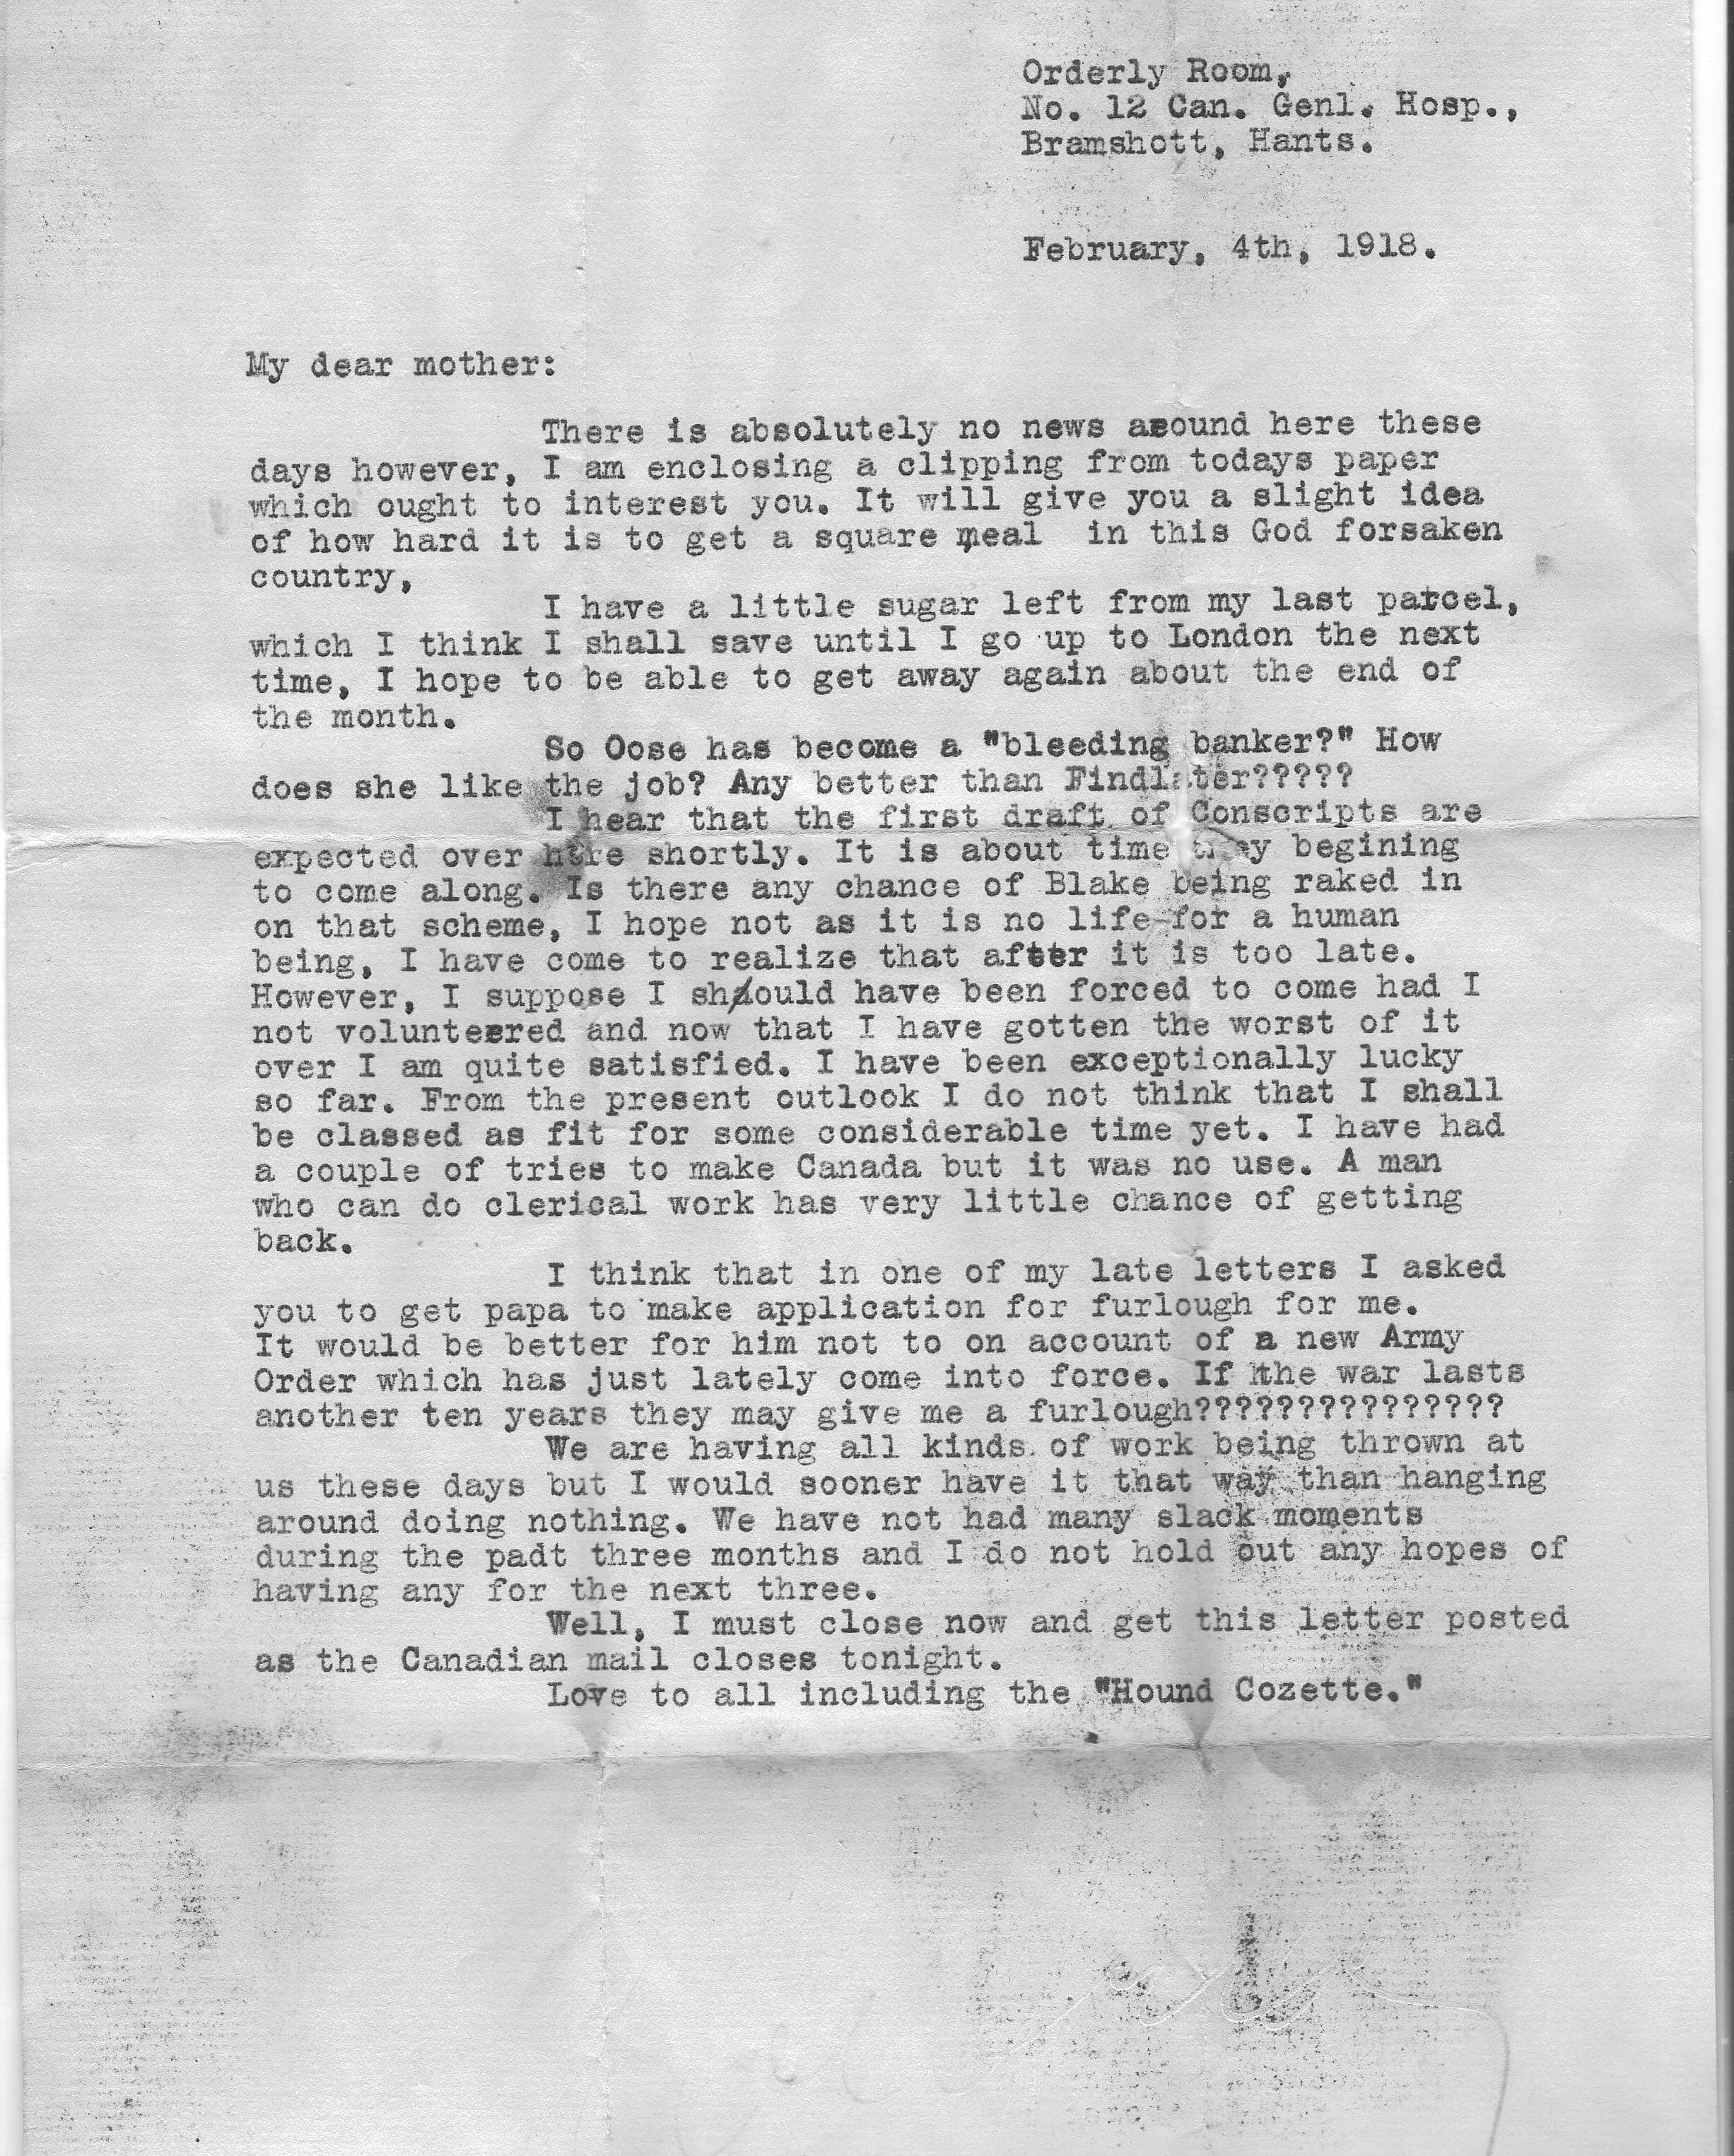 Orderly Room,
No. 12 Can. Genl. Hosp.,
Bramshott, Hants.
February, 4th, 1918.
My dear mother:
There is absolutely no news around here these
days however, I am enclosing a clipping from todays paper
which ought to interest you. It will give you a slight idea
of how hard it is to get a square meal in this God forsaken
country,
I have a little sugar left from my last parcel,
which I think I shall save until I go up to London the next
time, I hope to be able to get away again about the end of
the month.
So Oose has become a "bleeding banker?" How
does she like the job? Any better than Findlater?????
I hear that the first draft of Conscripts are
expected over here shortly. It is about time they begining
to come along. Is there any chance of Blake being raked in
on that scheme, I hope not as it is no life for a human
being, I have come to realize that after it is too late.
However, I suppose I should have been forced to come had I
not volunteered and now that I have gotten the worst of it
over I am quite satisfied. I have been exceptionally lucky
so far. From the present outlook I do not think that I shall
be classed as fit for some considerable time yet. I have had
a couple of tries to make Canada but it was no use. A man
who can do clerical work has very little chance of getting
back.
I think that in one of my late letters I asked
you to get papa to make application for furlough for me.
It would be better for him not to on account of a new Army
Order which has just lately come into force. If the war lasts
another ten years they may give me a furlough???????????????
We are having all kinds of work being thrown at
us these days but I would sooner have it that way than hanging
around doing nothing. We have not had many slack moments
during the padt three months and I do not hold out any hopes of
having any for the next three.
Well, I must close now and get this letter posted
as the Canadian mail closes tonight.
Love to all including the "Hound Cozette."